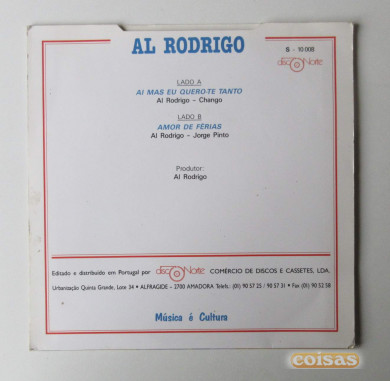 AL RODRIGO
S - 10 008
disco Norte
LADO A
AI MAS EU QUERO-TE TANTO
Al Rodrigo - Chango
LADO B
AMOR DE FÉRIAS
Al Rodrigo - Jorge Pinto
Produtor:
Al Rodrigo
Editado e distribuido em Portugal por disco Norte COMÉRCIO DE DISCOS E CASSETES, LDA.
Urbanização Quinta Grande, Lote 34 • ALFRAGIDE - 2700 AMADORA Telefs.: (01) 90 57 25 / 90 57 31 • Fax (01) 90 52 58
Música é Cultura
coisas